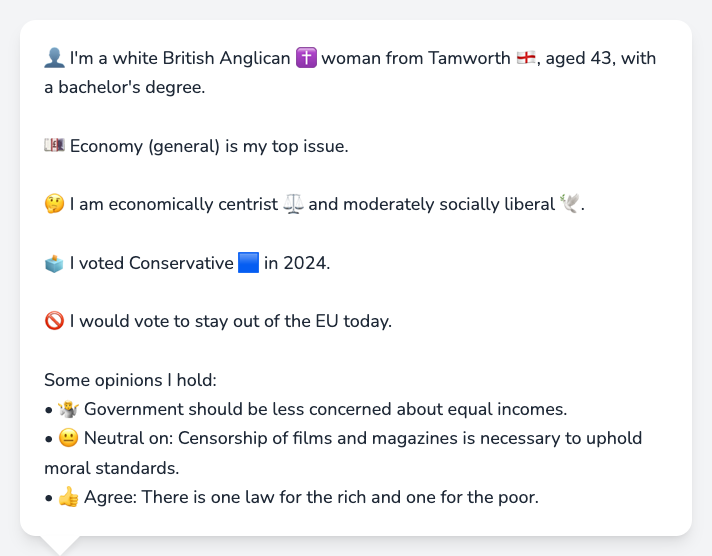 👤 I'm a white British Anglican ✝️ woman from Tamworth 🏴󠁧󠁢󠁥󠁮󠁧󠁿, aged 43, with
a bachelor's degree.
💷 Economy (general) is my top issue.
🤔 I am economically centrist ⚖️ and moderately socially liberal 🕊️.
🗳️ I voted Conservative 🟦 in 2024.
🚫 I would vote to stay out of the EU today.
Some opinions I hold:
• 🤷 Government should be less concerned about equal incomes.
• 😐 Neutral on: Censorship of films and magazines is necessary to uphold
moral standards.
• 👍 Agree: There is one law for the rich and one for the poor.